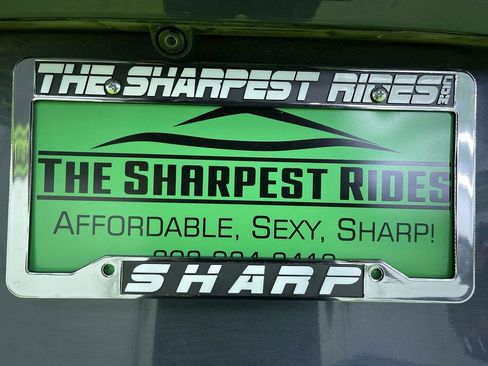 THE SHARPEST RIDES.COM
THE SHARPEST RIDES
AFFORDABLE, SEXY, SHARP!
SHARP